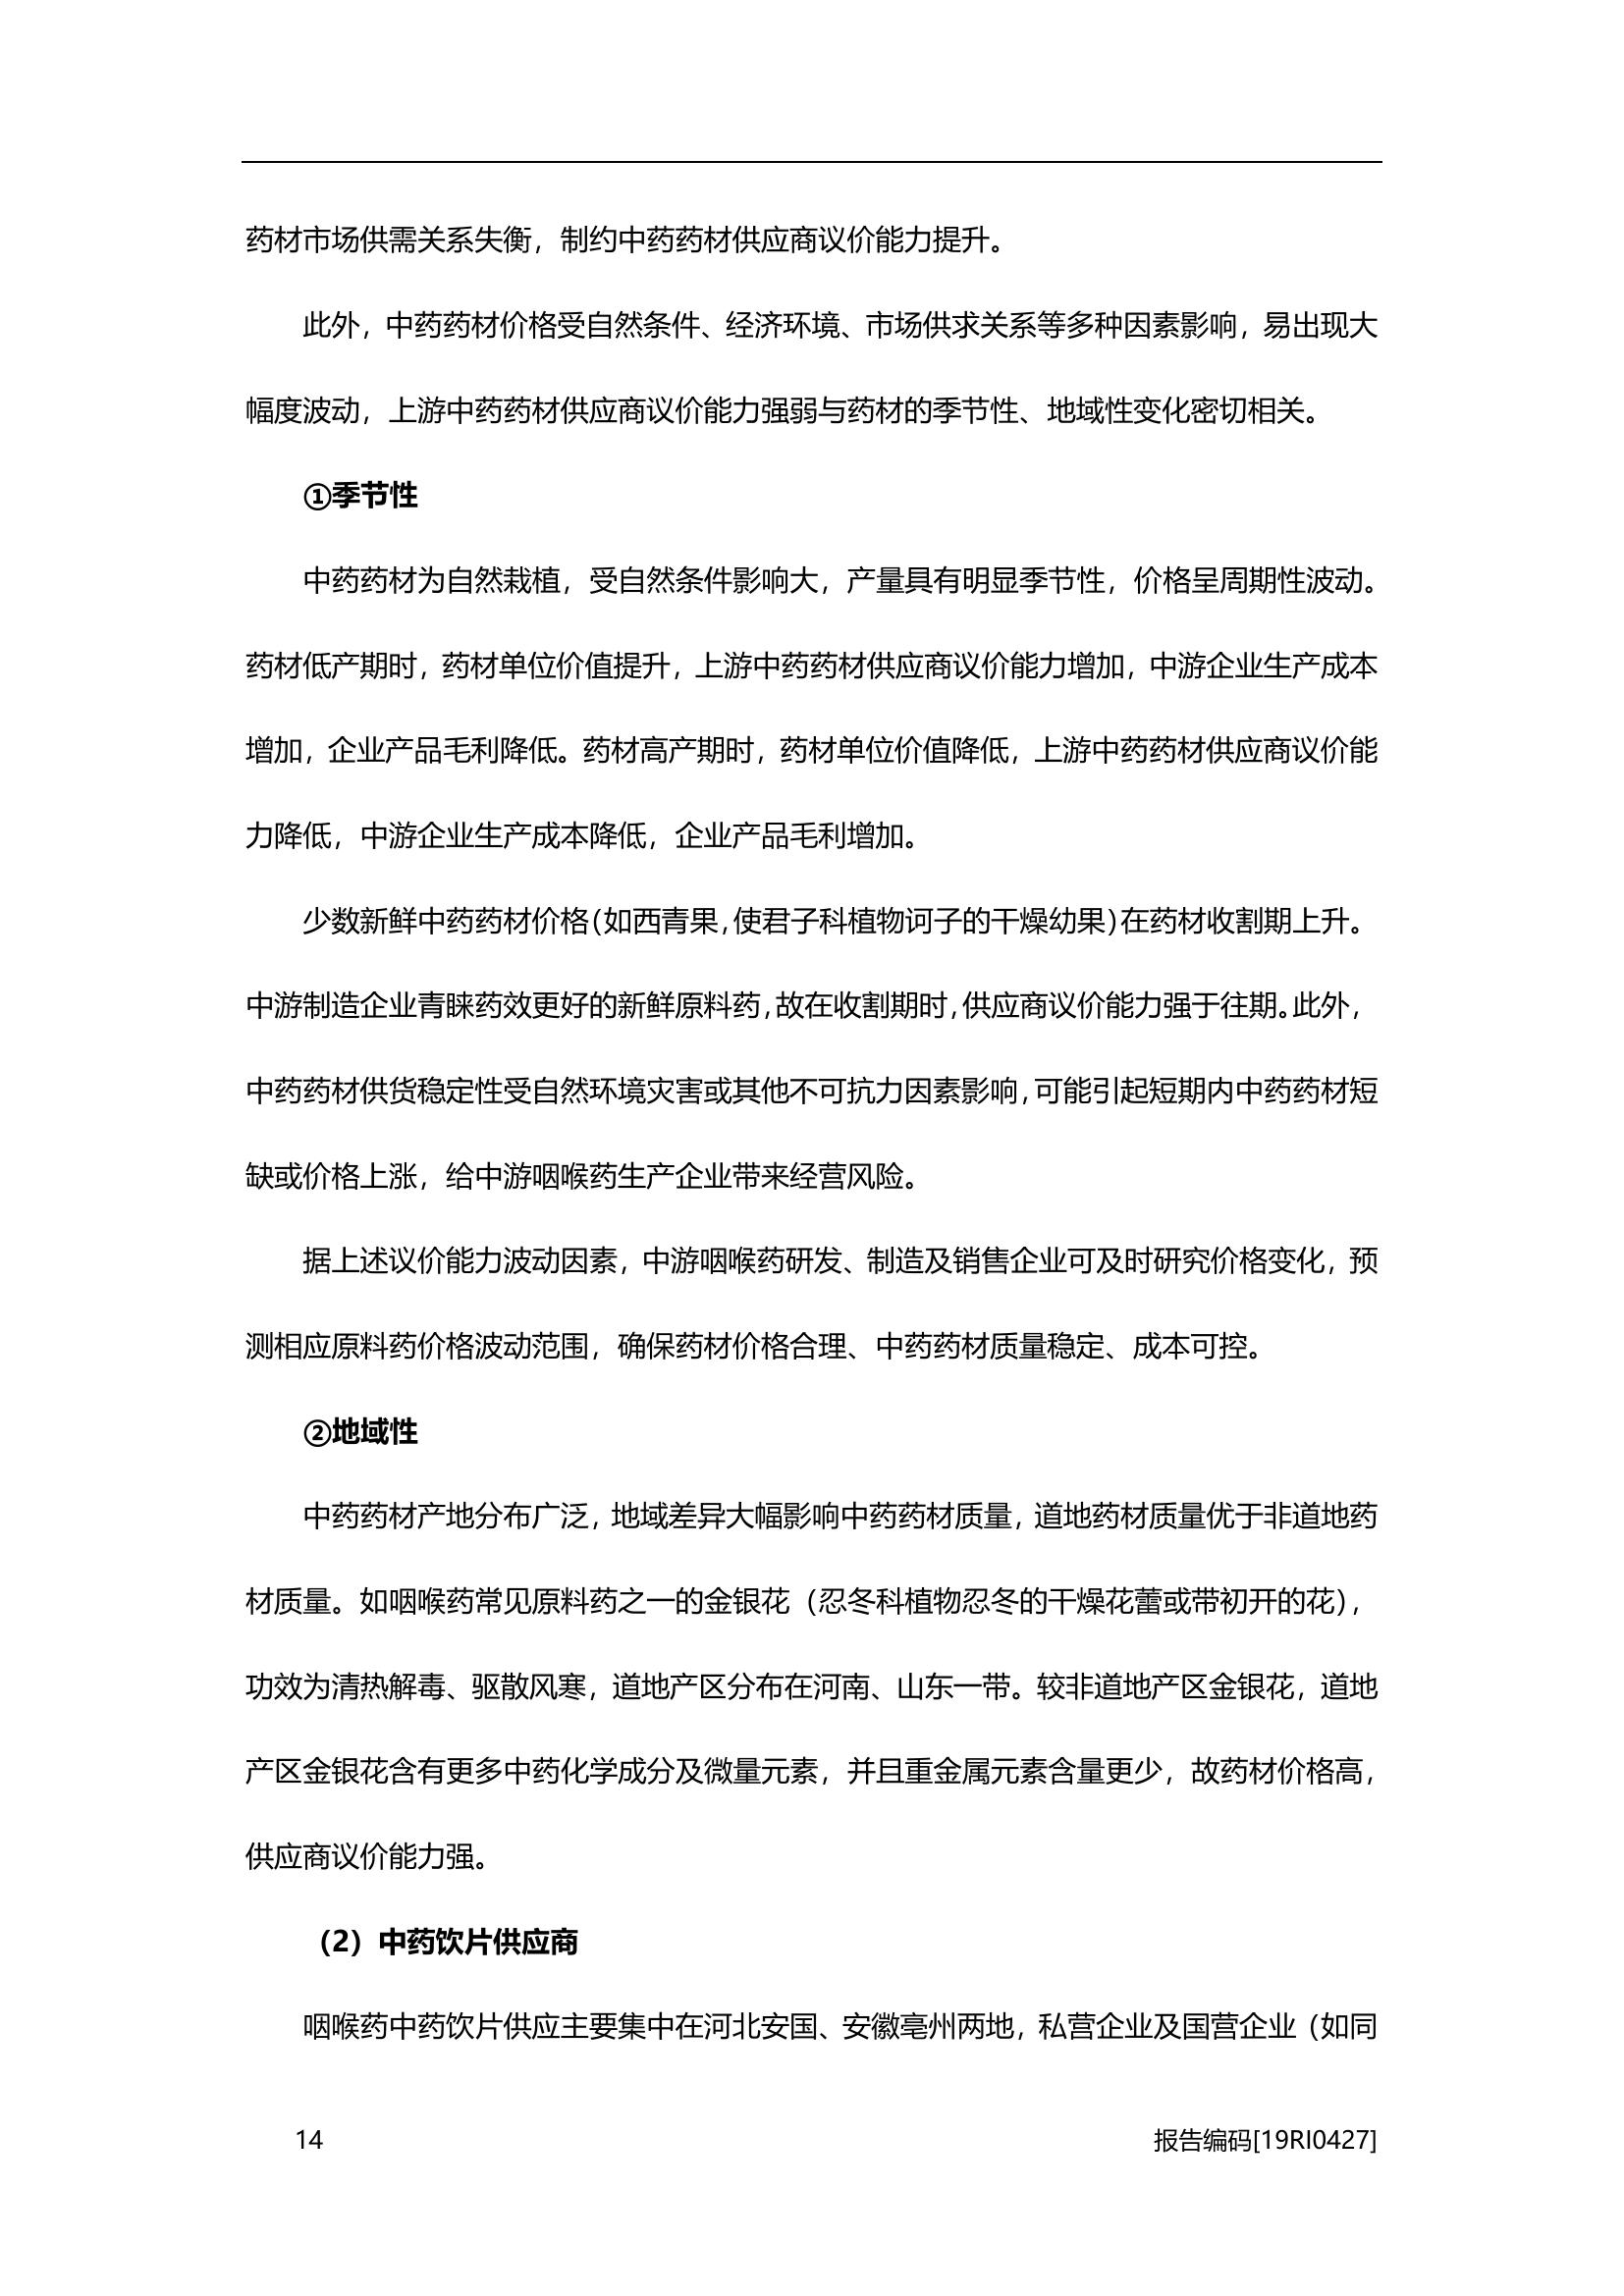 药材市场供需关系失衡，制约中药药材供应商议价能力提升。
此外，中药药材价格受自然条件、经济环境、市场供求关系等多种因素影响，易出现大
幅度波动，上游中药药材供应商议价能力强弱与药材的季节性、地域性变化密切相关。
①季节性
中药药材为自然栽植，受自然条件影响大，产量具有明显季节性，价格呈周期性波动。
药材低产期时，药材单位价值提升，上游中药药材供应商议价能力增加，中游企业生产成本
增加，企业产品毛利降低。药材高产期时，药材单位价值降低，上游中药药材供应商议价能
力降低，中游企业生产成本降低，企业产品毛利增加。
少数新鲜中药药材价格（如西青果，使君子科植物诃子的干燥幼果）在药材收割期上升。
中游制造企业青睐药效更好的新鲜原料药，故在收割期时，供应商议价能力强于往期。此外，
中药药材供货稳定性受自然环境灾害或其他不可抗力因素影响，可能引起短期内中药药材短
缺或价格上涨，给中游咽喉药生产企业带来经营风险。
据上述议价能力波动因素，中游咽喉药研发、制造及销售企业可及时研究价格变化，预
测相应原料药价格波动范围，确保药材价格合理、中药药材质量稳定、成本可控。
②地域性
中药药材产地分布广泛，地域差异大幅影响中药药材质量，道地药材质量优于非道地药
材质量。如咽喉药常见原料药之一的金银花（忍冬科植物忍冬的干燥花蕾或带初开的花），
功效为清热解毒、驱散风寒，道地产区分布在河南、山东一带。较非道地产区金银花，道地
产区金银花含有更多中药化学成分及微量元素，并且重金属元素含量更少，故药材价格高，
供应商议价能力强。
（2）中药饮片供应商
咽喉药中药饮片供应主要集中在河北安国、安徽亳州两地，私营企业及国营企业（如同
14 报告编码[19RI0427]